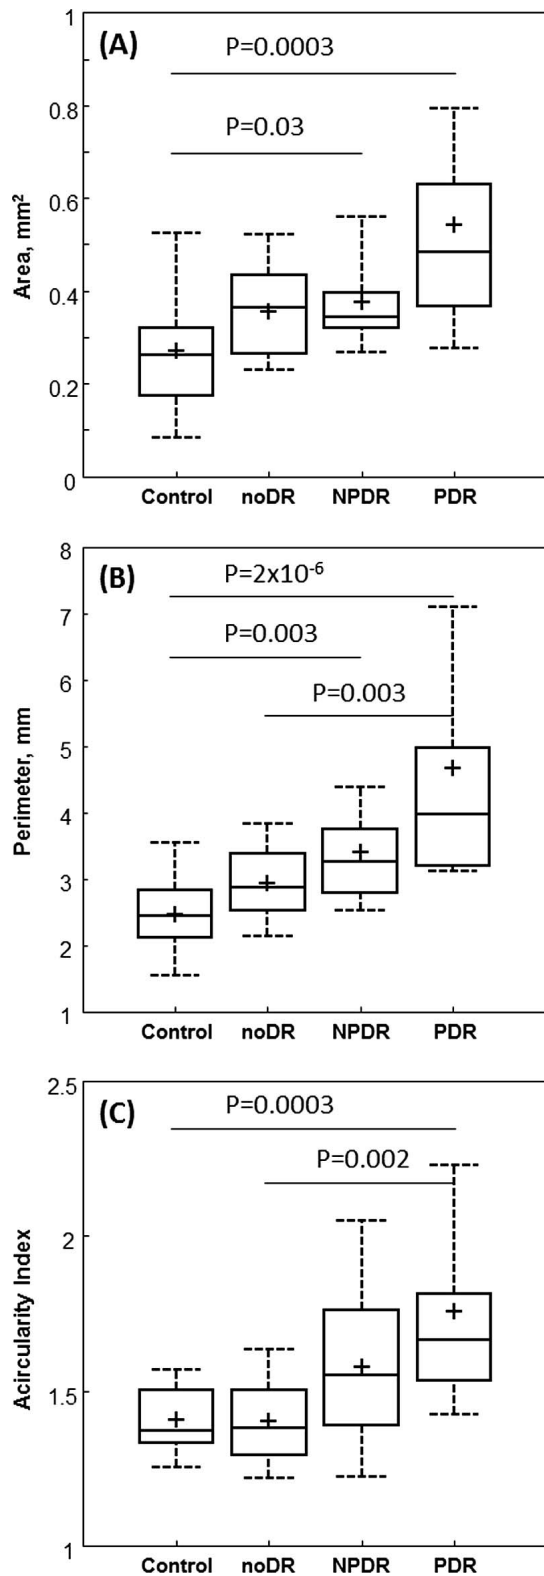 (A)
P=0.0003
P=0.03
Area, mm²
1
0.8
0.6
0.4
0.2
0
Control noDR NPDR PDR
(B)
P=2x10⁻⁶
P=0.003
P=0.003
Perimeter, mm
8
7
6
5
4
3
2
1
Control noDR NPDR PDR
(C)
P=0.0003
P=0.002
Acircularity Index
2.5
2
1.5
1
Control noDR NPDR PDR